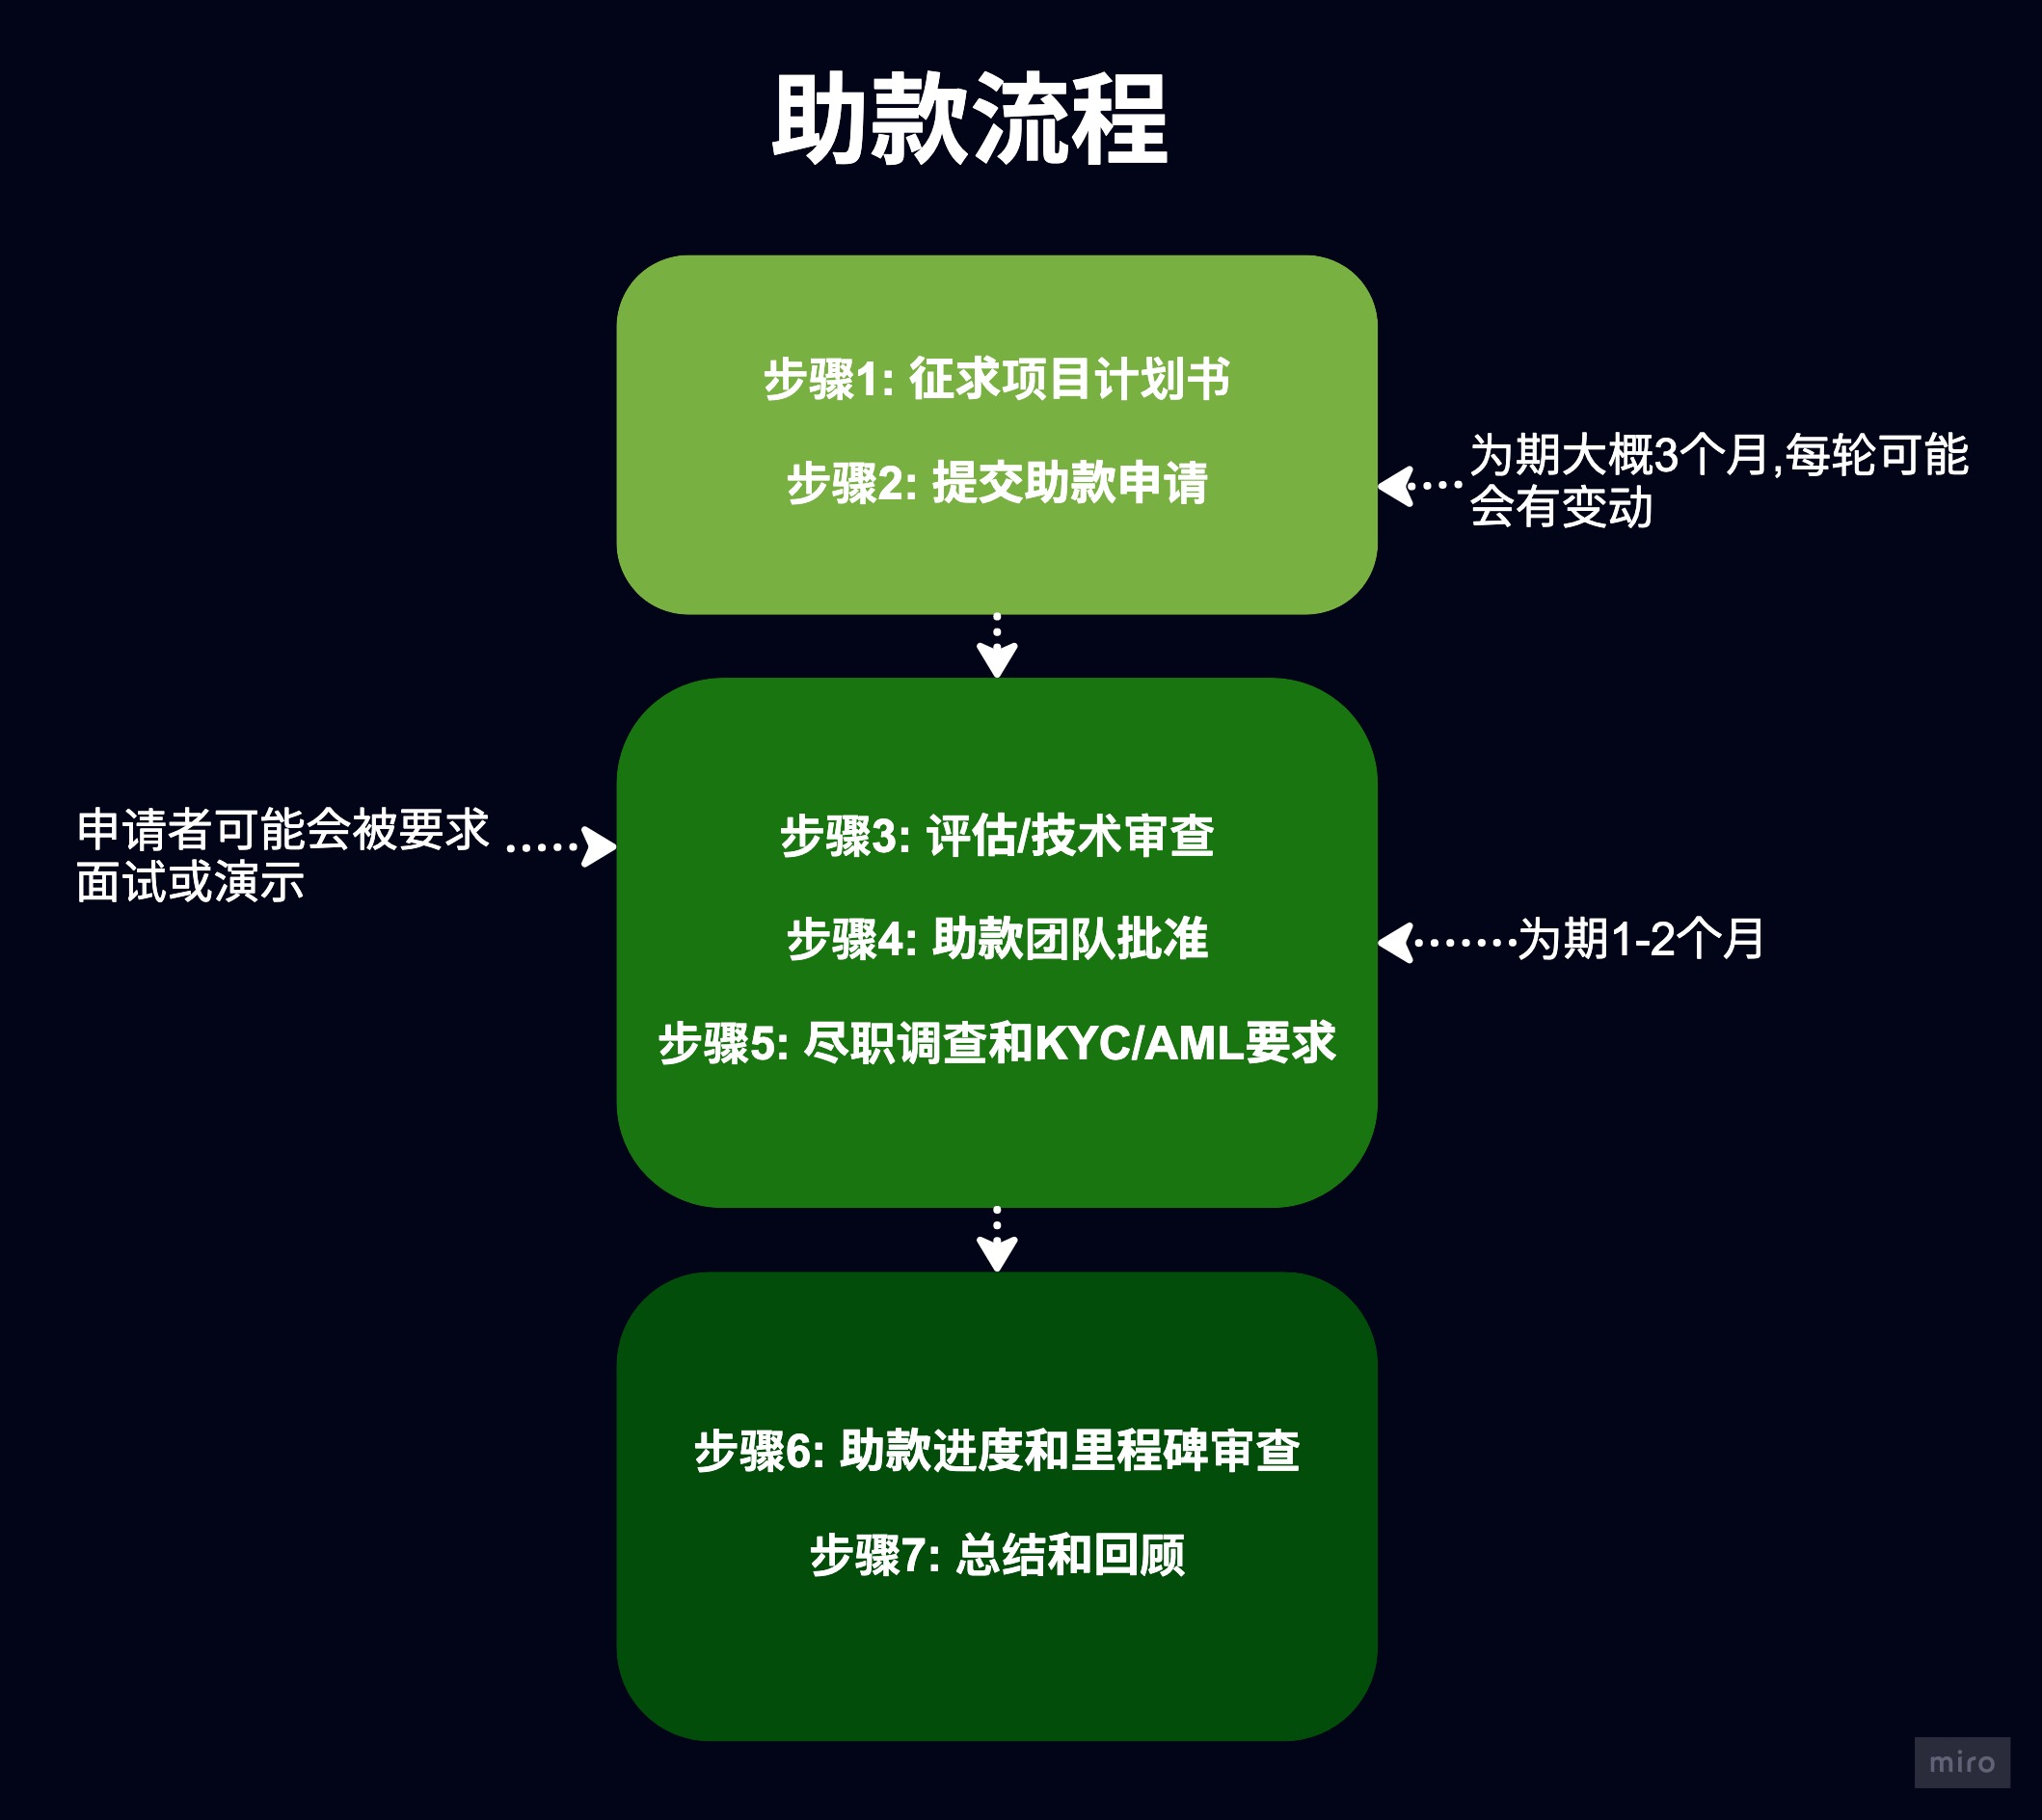 助款流程
步骤1: 征求项目计划书
步骤2: 提交助款申请
为期大概3个月,每轮可能
会有变动
申请者可能会被要求
面试或演示
步骤3: 评估/技术审查
步骤4: 助款团队批准
为期1-2个月
步骤5: 尽职调查和KYC/AML要求
步骤6: 助款进度和里程碑审查
步骤7: 总结和回顾
miro